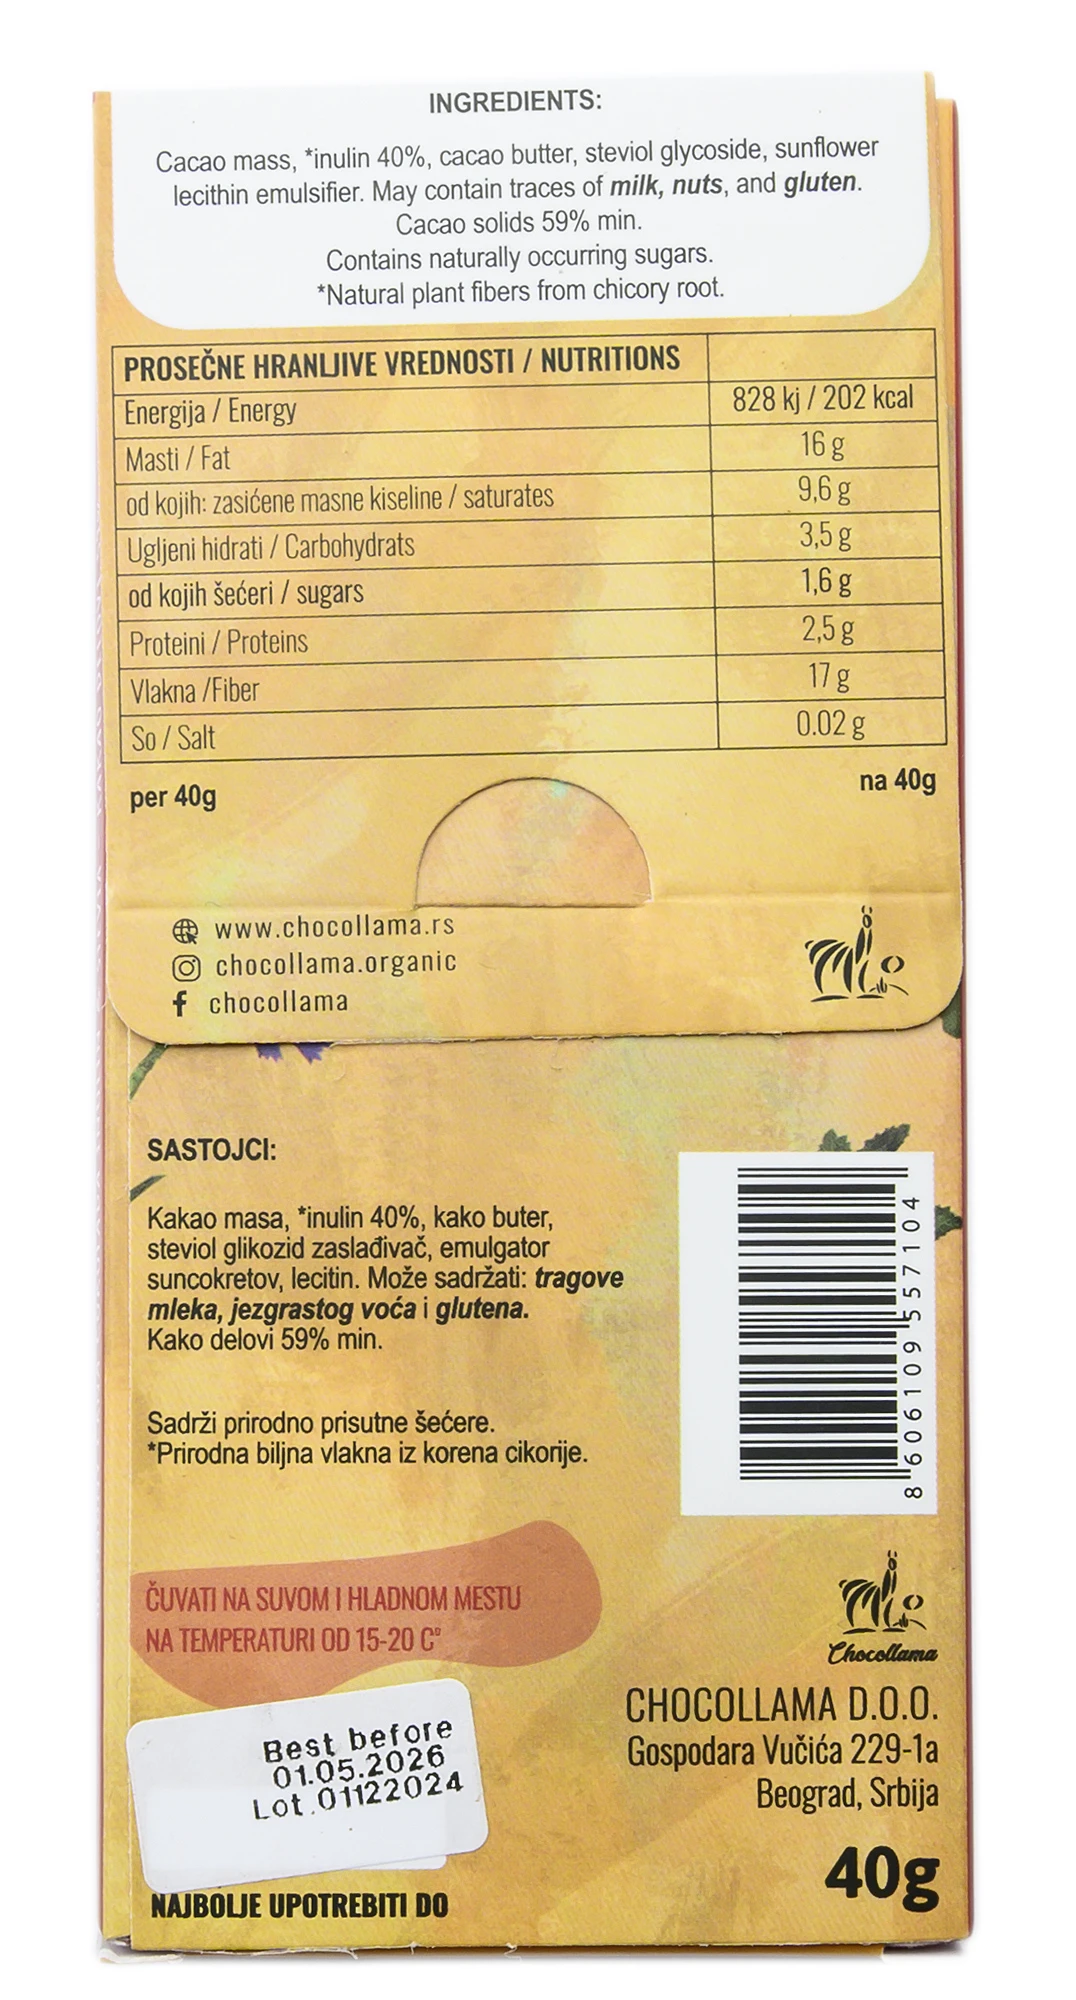 INGREDIENTS:
Cacao mass, *inulin 40%, cacao butter, steviol glycoside, sunflower
lecithin emulsifier. May contain traces of milk, nuts, and gluten.
Cacao solids 59% min.
Contains naturally occurring sugars.
*Natural plant fibers from chicory root.
PROSEČNE HRANLJIVE VREDNOSTI / NUTRITIONS
Energija / Energy 828 kj / 202 kcal
Masti / Fat 16 g
od kojih: zasićene masne kiseline / saturates 9,6 g
Ugljeni hidrati / Carbohydrats 3,5 g
od kojih šećeri / sugars 1,6 g
Proteini / Proteins 2,5 g
Vlakna /Fiber 17 g
So / Salt 0.02 g
per 40g na 40g
www.chocollama.rs
chocollama.organic
chocollama
SASTOJCI:
Kakao masa, *inulin 40%, kako buter,
steviol glikozid zaslađivač, emulgator
suncokretov, lecitin. Može sadržati: tragove
mleka, jezgrastog voća i glutena.
Kako delovi 59% min.
Sadrži prirodno prisutne šećere.
*Prirodna biljna vlakna iz korena cikorije.
8 606109 557104
ČUVATI NA SUVOM I HLADNOM MESTU
NA TEMPERATURI OD 15-20 C°
Chocollama
CHOCOLLAMA D.O.O.
Gospodara Vučića 229-1a
Beograd, Srbija
40g
Best before
01.05.2026
Lot.01122024
NAJBOLJE UPOTREBITI DO